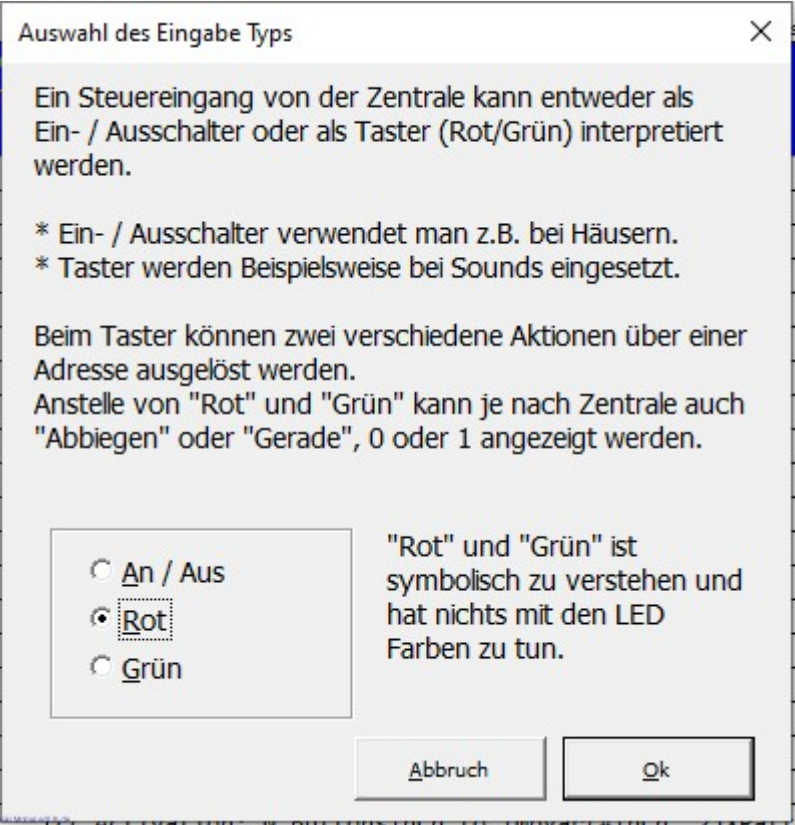 Auswahl des Eingabe Typs
Ein Steuereingang von der Zentrale kann entweder als
Ein- / Ausschalter oder als Taster (Rot/Grün) interpretiert
werden.
* Ein- / Ausschalter verwendet man z.B. bei Häusern.
* Taster werden Beispielsweise bei Sounds eingesetzt.
Beim Taster können zwei verschiedene Aktionen über einer
Adresse ausgelöst werden.
Anstelle von "Rot" und "Grün" kann je nach Zentrale auch
"Abbiegen" oder "Gerade", 0 oder 1 angezeigt werden.
An / Aus
Rot
Grün
"Rot" und "Grün" ist
symbolisch zu verstehen und
hat nichts mit den LED
Farben zu tun.
Abbruch
Ok